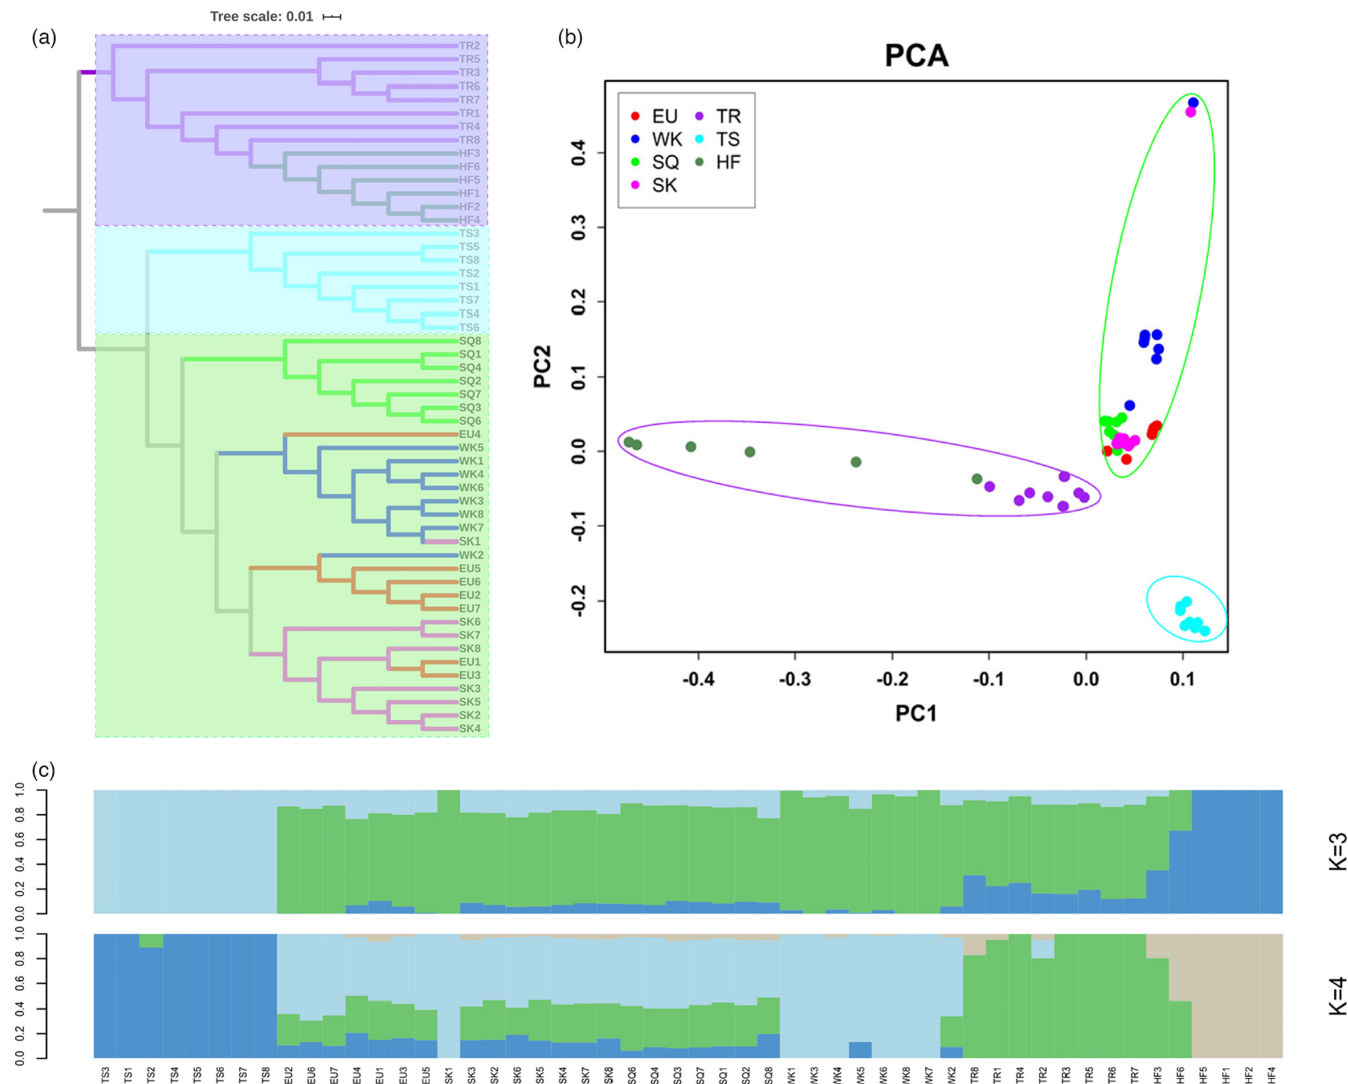 Tree scale: 0.01
(a)
TR2
TR5
TR3
TR6
TR7
TR1
TR4
TR8
HF3
HF6
HF5
HF1
HF2
HF4
TS3
TS5
TS8
TS2
TS1
TS7
TS4
TS6
SQ8
SQ1
SQ4
SQ2
SQ7
SQ3
SQ6
EU4
WK5
WK1
WK4
WK6
WK3
WK8
WK7
SK1
WK2
EU5
EU6
EU2
EU7
SK6
SK7
SK8
EU1
EU3
SK3
SK5
SK2
SK4
(b)
PCA
EU TR
WK TS
SQ HF
SK
PC2
0.4
0.3
0.2
0.1
0.0
-0.1
-0.2
-0.4 -0.3 -0.2 -0.1 0.0 0.1
PC1
(c)
1.0
0.8
0.6
0.4
0.2
0.0
K=3
1.0
0.8
0.6
0.4
0.2
0.0
K=4
TS3 TS1 TS2 TS4 TS5 TS6 TS7 TS8 EU2 EU6 EU7 EU4 EU1 EU3 EU5 SK1 SK3 SK2 SK6 SK5 SK4 SK7 SK8 SQ6 SQ4 SQ3 SQ7 SQ1 SQ2 SQ8 WK1 WK3 WK4 WK5 WK6 WK8 WK7 WK2 TR8 TR1 TR4 TR2 TR3 TR5 TR6 TR7 HF3 HF6 HF5 HF1 HF2 HF4